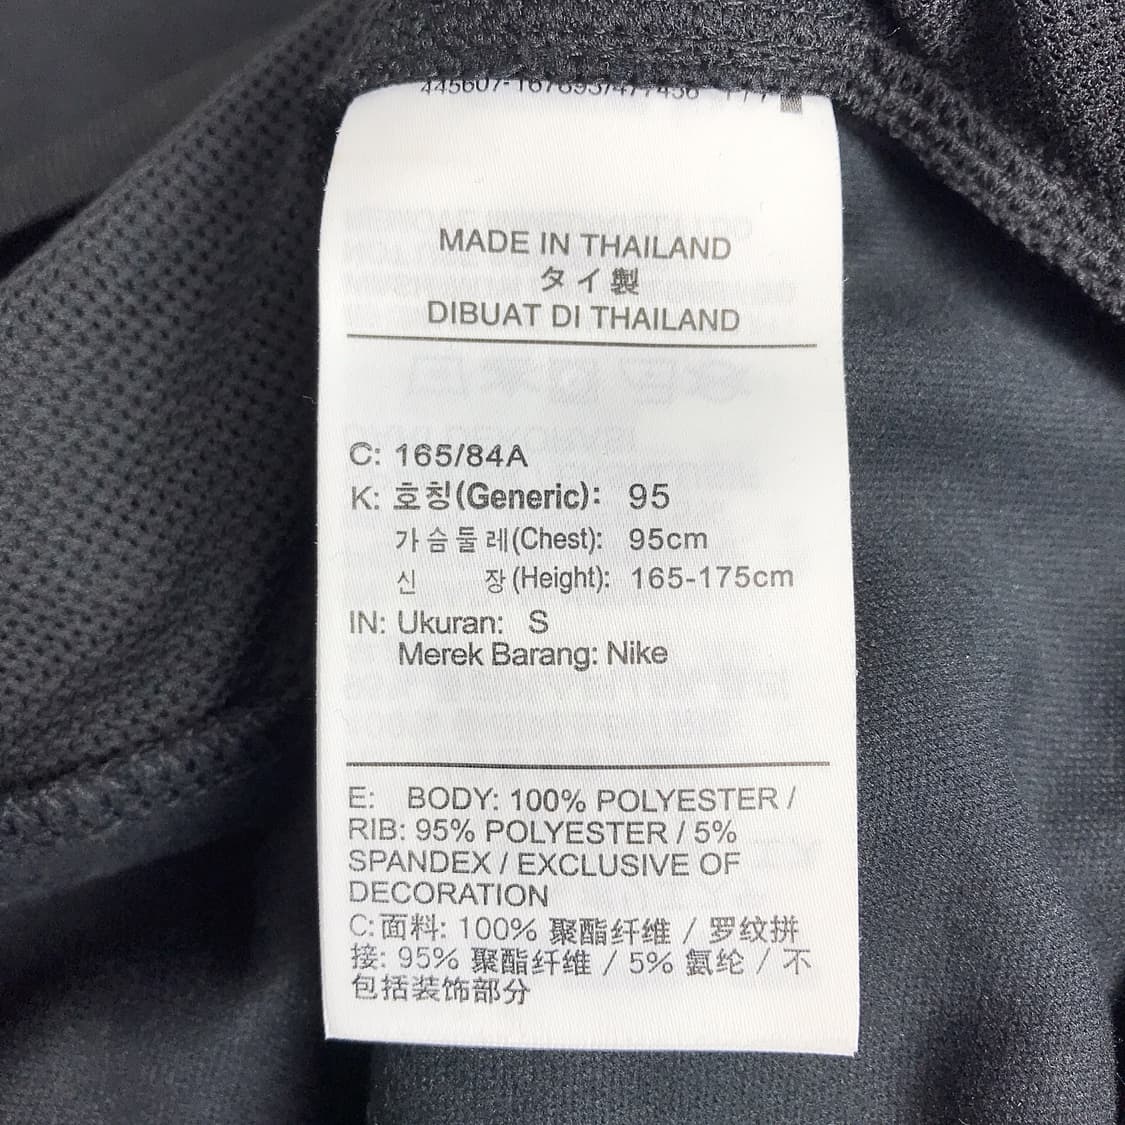 MADE IN THAILAND
タイ製
DIBUAT DI THAILAND
C: 165/84A
K: 호칭(Generic): 95
가슴둘레(Chest): 95cm
신 장(Height): 165-175cm
IN: Ukuran: S
Merek Barang: Nike
E: BODY: 100% POLYESTER /
RIB: 95% POLYESTER / 5%
SPANDEX / EXCLUSIVE OF
DECORATION
C:面料: 100% 聚酯纤维 / 罗纹拼
接: 95% 聚酯纤维 / 5% 氨纶 / 不
包括装饰部分